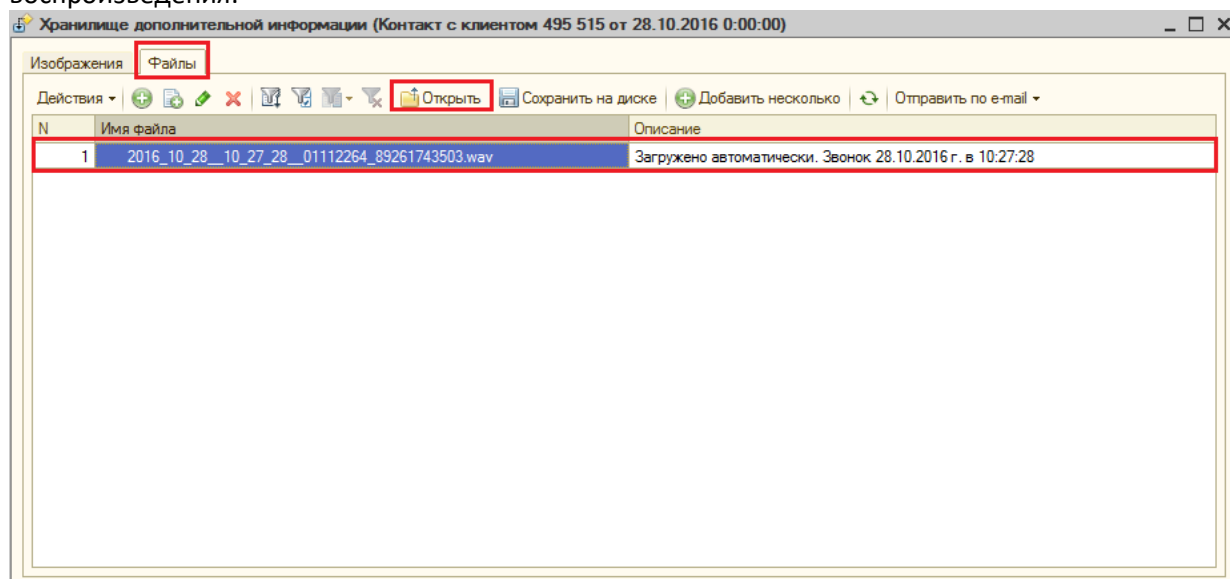 воспроизведения.
Хранилище дополнительной информации (Контакт с клиентом 495 515 от 28.10.2016 0:00:00)
Изображения Файлы
Действия Открыть Сохранить на диске Добавить несколько Отправить по e-mail
N Имя файла Описание
1 2016_10_28__10_27_28__01112264_89261743503.wav Загружено автоматически. Звонок 28.10.2016 г. в 10:27:28